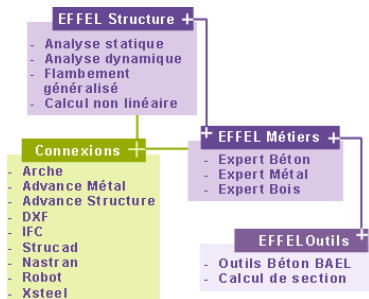 EFFEL Structure
- Analyse statique
- Analyse dynamique
- Flambement
généralisé
- Calcul non linéaire
EFFEL Métiers
- Expert Béton
- Expert Métal
- Expert Bois
Connexions
- Arche
- Advance Métal
- Advance Structure
- DXF
- IFC
- Strucad
- Nastran
- Robot
- Xsteel
EFFELOutils
- Outils Béton BAEL
- Calcul de section